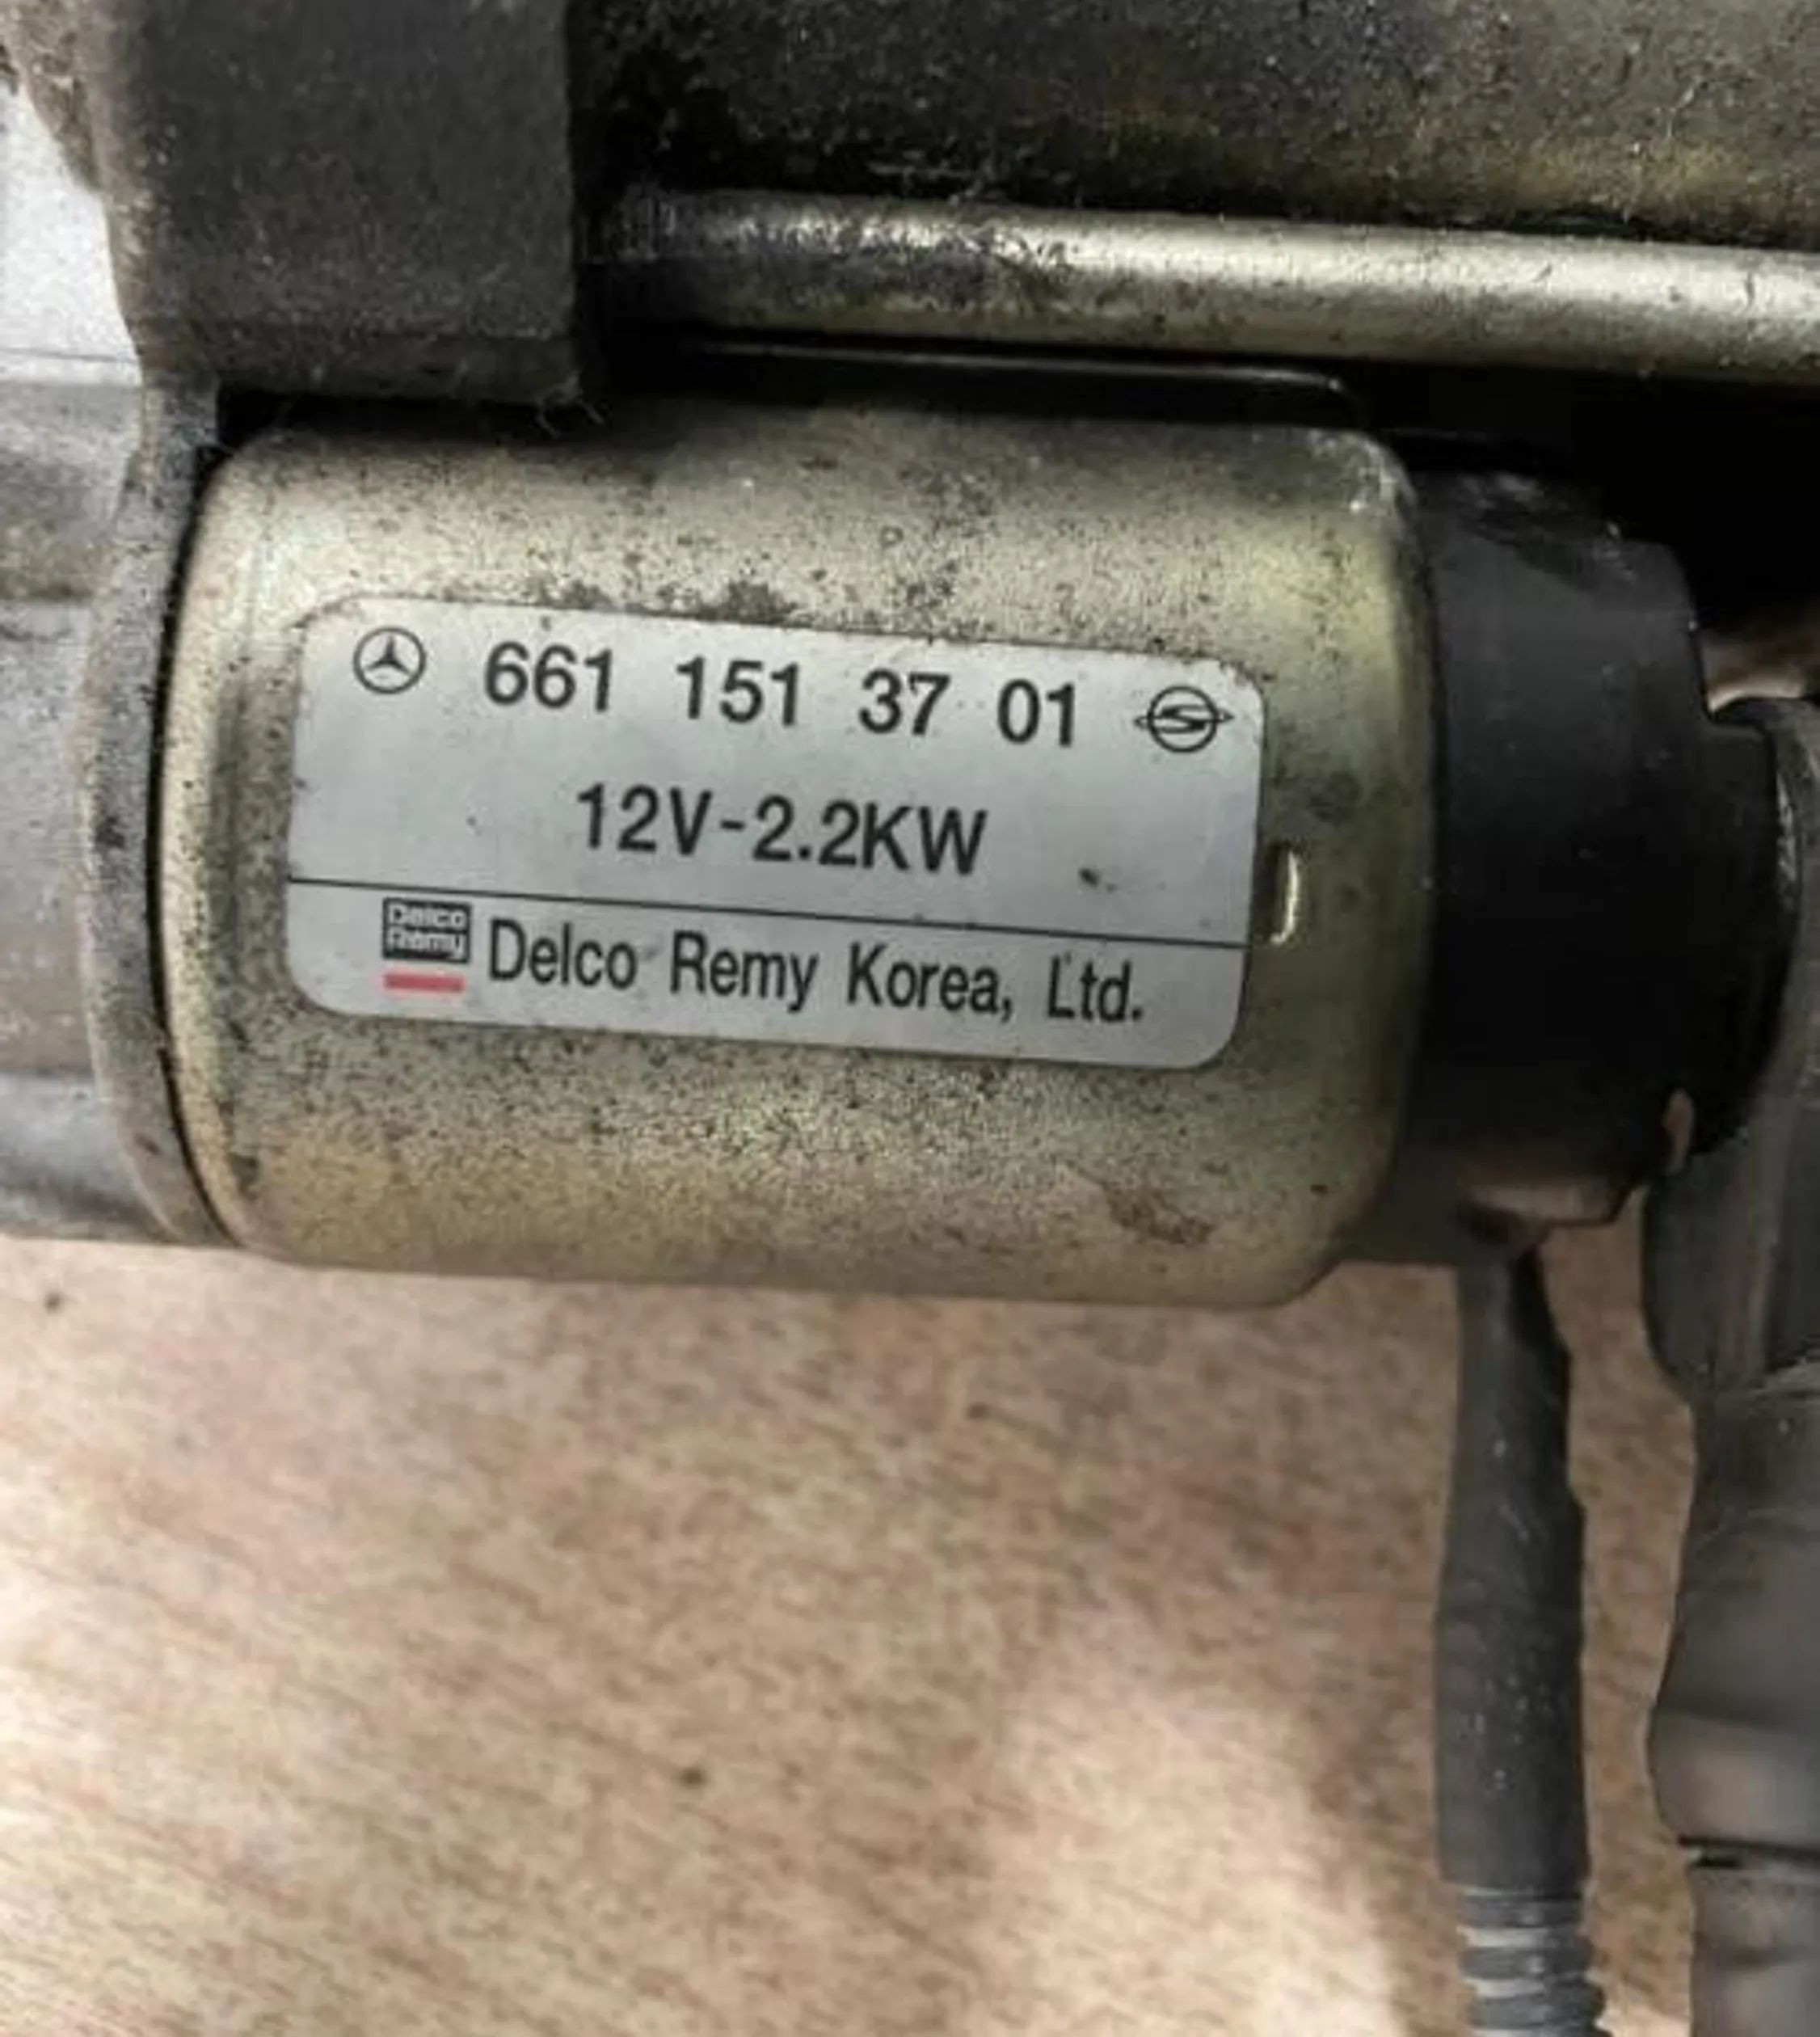 661 151 37 01
12V-2.2KW
Delco
Remy
Delco Remy Korea, Ltd.